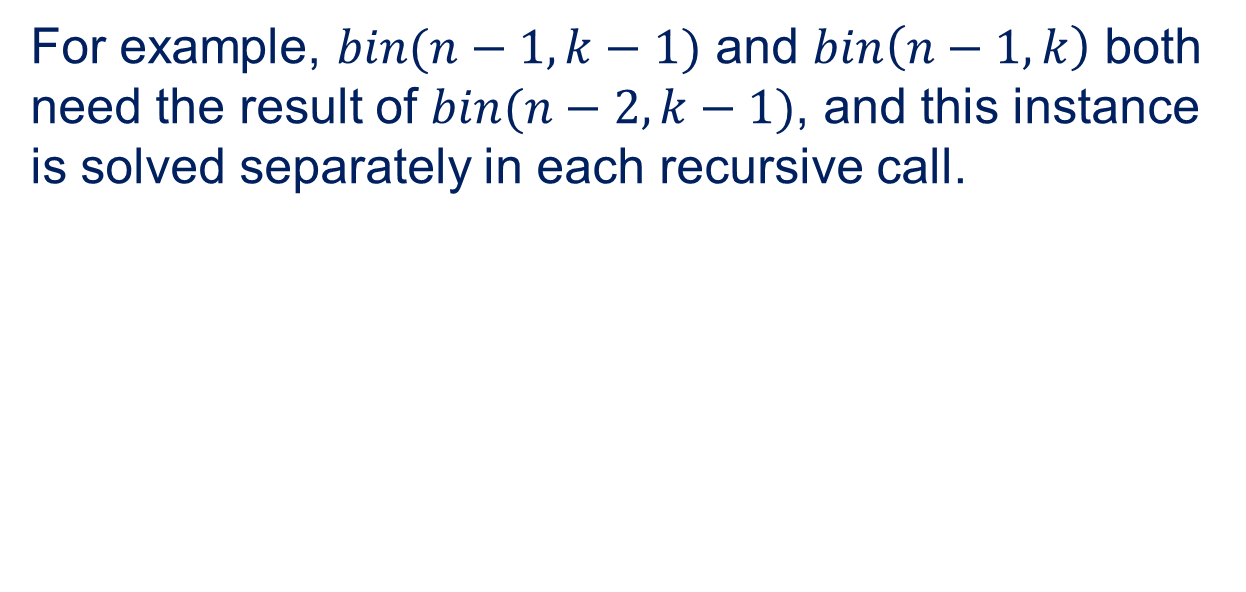 For example, bin(n − 1, k − 1) and bin(n − 1, k) both
need the result of bin(n − 2, k − 1), and this instance
is solved separately in each recursive call.